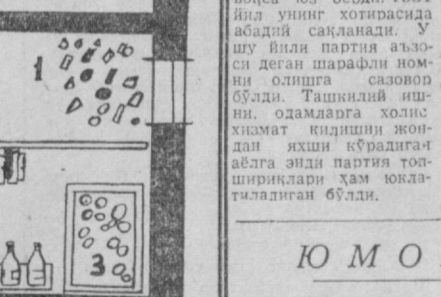 1
3
йил унинг хотирасида
абадий сақланади. У
шу йили партия аъзо-
си деган шарафли ном-
ни олишга сазовор
бўлди. Ташкилий иш-
ни, одамларга холис
хизмат қилишни жон-
дан яхши кўрадиган
аёлга энди партия топ-
шириқлари ҳам юкла-
тиладиган бўлди.
ЮМО